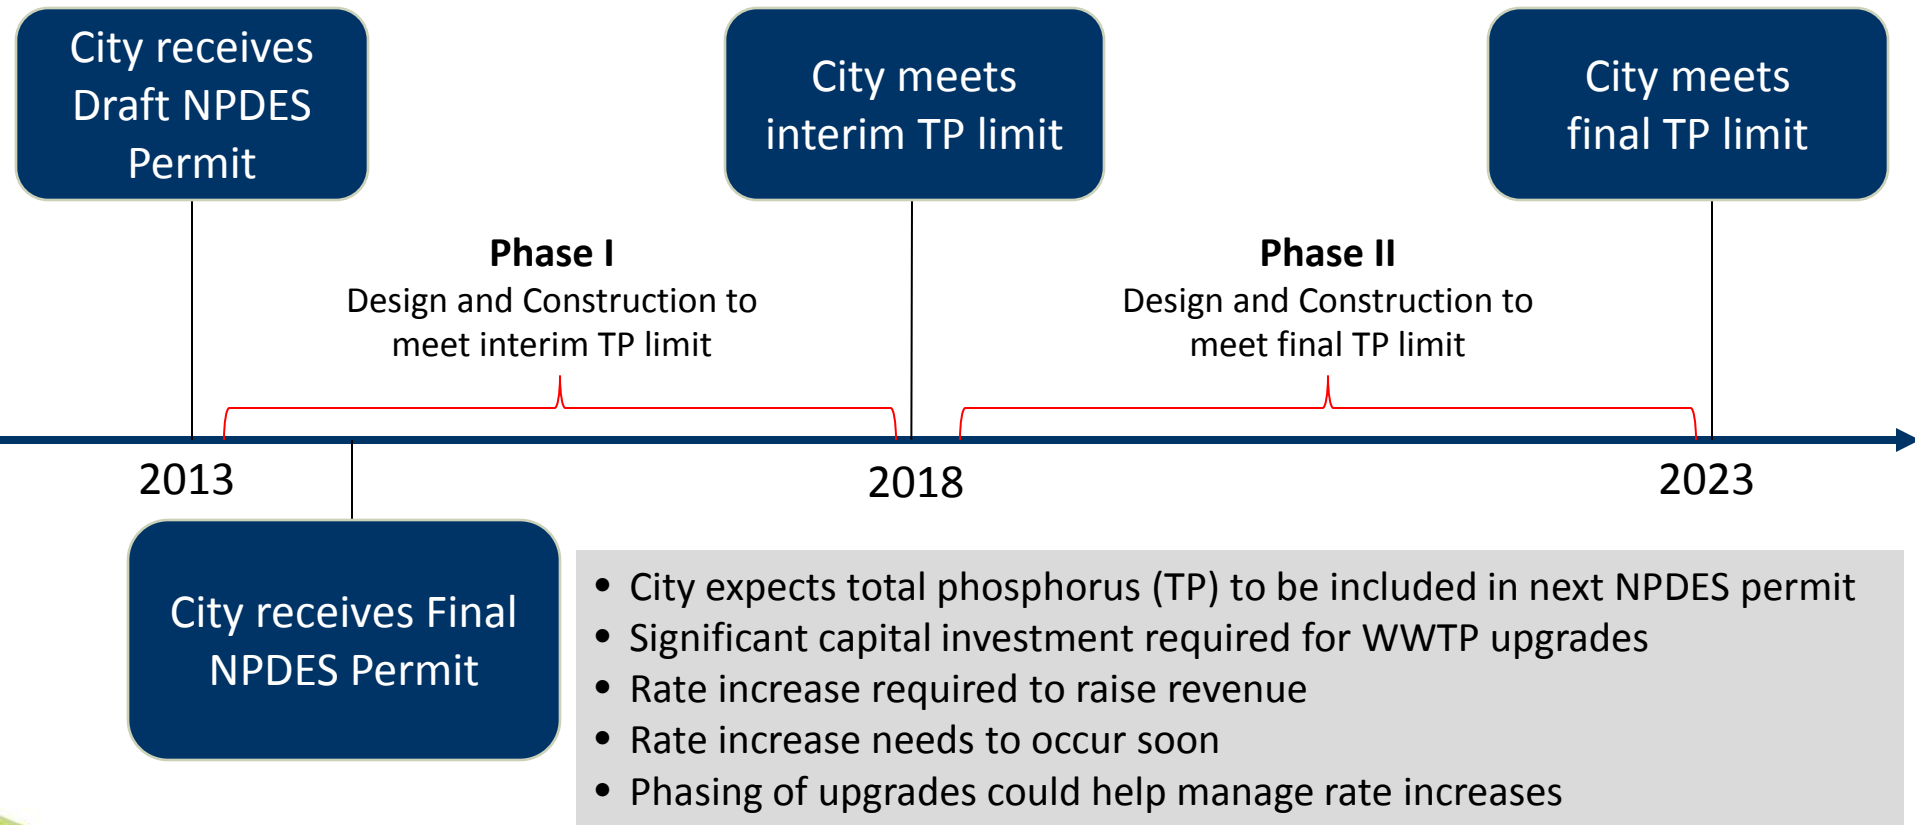 City receives
Draft NPDES
Permit
City meets
interim TP limit
City meets
final TP limit
Phase I
Design and Construction to
meet interim TP limit
Phase II
Design and Construction to
meet final TP limit
2013
2018
2023
City receives Final
NPDES Permit
• City expects total phosphorus (TP) to be included in next NPDES permit
• Significant capital investment required for WWTP upgrades
• Rate increase required to raise revenue
• Rate increase needs to occur soon
• Phasing of upgrades could help manage rate increases